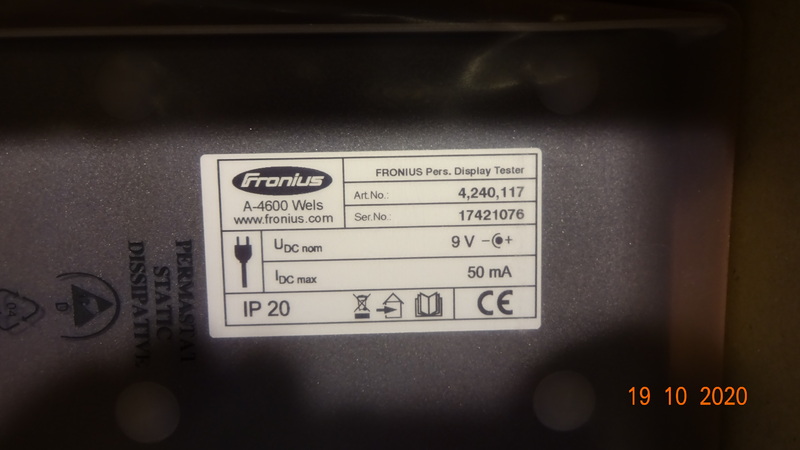 Fronius
A-4600 Wels
www.fronius.com
FRONIUS Pers. Display Tester
Art.No.: 4,240,117
Ser.No.: 17421076
UDC nom 9 V - +
IDC max 50 mA
IP 20
CE
PERMASTAT
STATIC
DISSIPATIVE
D
04
19 10 2020